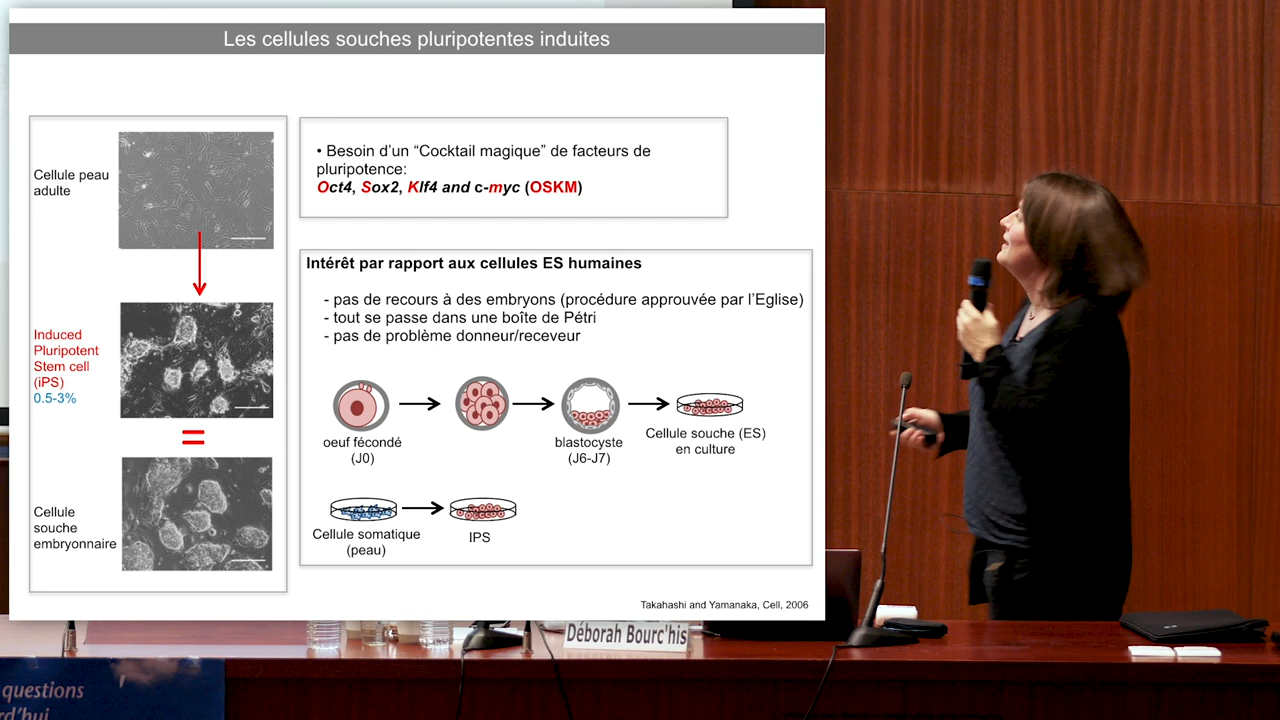 Les cellules souches pluripotentes induites
Cellule peau
adulte
Induced
Pluripotent
Stem cell
(iPS)
0.5-3%
=
Cellule
souche
embryonnaire
• Besoin d’un “Cocktail magique” de facteurs de
pluripotence:
Oct4, Sox2, Klf4 and c-myc (OSKM)
Intérêt par rapport aux cellules ES humaines
- pas de recours à des embryons (procédure approuvée par l’Eglise)
- tout se passe dans une boîte de Pétri
- pas de problème donneur/receveur
oeuf fécondé
(J0)
blastocyste
(J6-J7)
Cellule souche (ES)
en culture
Cellule somatique
(peau)
IPS
Takahashi and Yamanaka, Cell, 2006
Déborah Bourc'his
questions
rd'hui